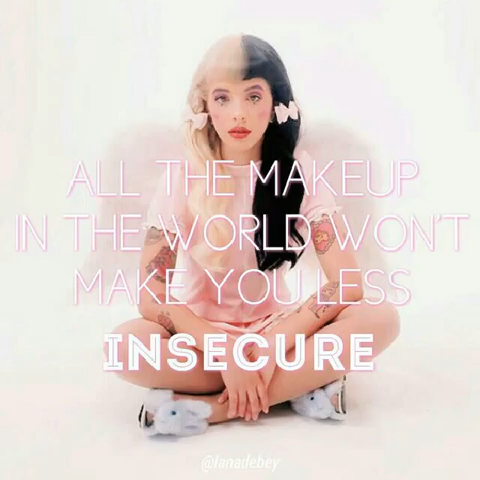 ALL THE MAKEUP
IN THE WORLD WON'T
MAKE YOU LESS
INSECURE
@lanadebey